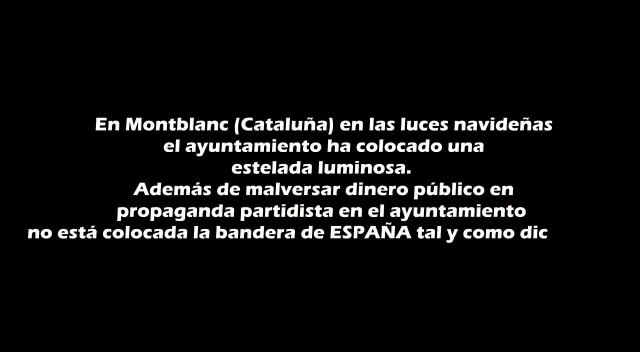 En Montblanc (Cataluña) en las luces navideñas
el ayuntamiento ha colocado una
estelada luminosa.
Además de malversar dinero público en
propaganda partidista en el ayuntamiento
no está colocada la bandera de ESPAÑA tal y como dic